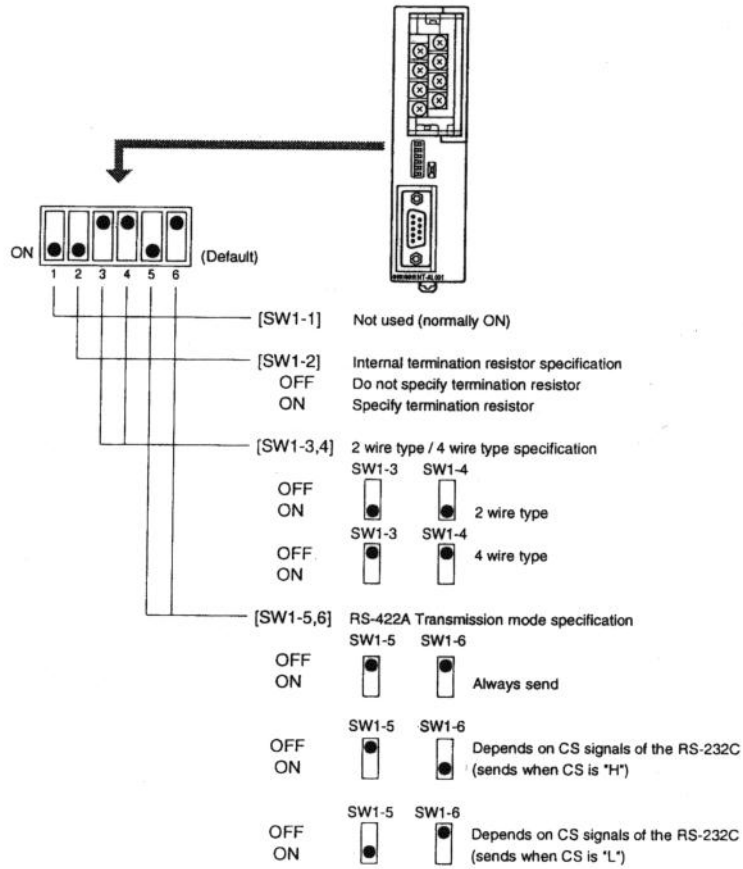 ON
(Default)
1 2 3 4 5 6
[SW1-1] Not used (normally ON)
[SW1-2] Internal termination resistor specification
OFF Do not specify termination resistor
ON Specify termination resistor
[SW1-3,4] 2 wire type / 4 wire type specification
SW1-3 SW1-4
OFF
ON 2 wire type
SW1-3 SW1-4
OFF 4 wire type
ON
[SW1-5,6] RS-422A Transmission mode specification
SW1-5 SW1-6
OFF
ON Always send
SW1-5 SW1-6
OFF Depends on CS signals of the RS-232C
ON (sends when CS is "H")
SW1-5 SW1-6
OFF Depends on CS signals of the RS-232C
ON (sends when CS is "L")